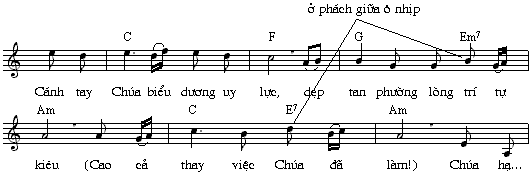 ở phách giữa ô nhịp
C F G Em7
Cánh tay Chúa biểu dương uy lực, dẹp tan phường lòng trí tự
Am C E7 Am
kiêu (Cao cả thay việc Chúa đã làm!) Chúa hạ...